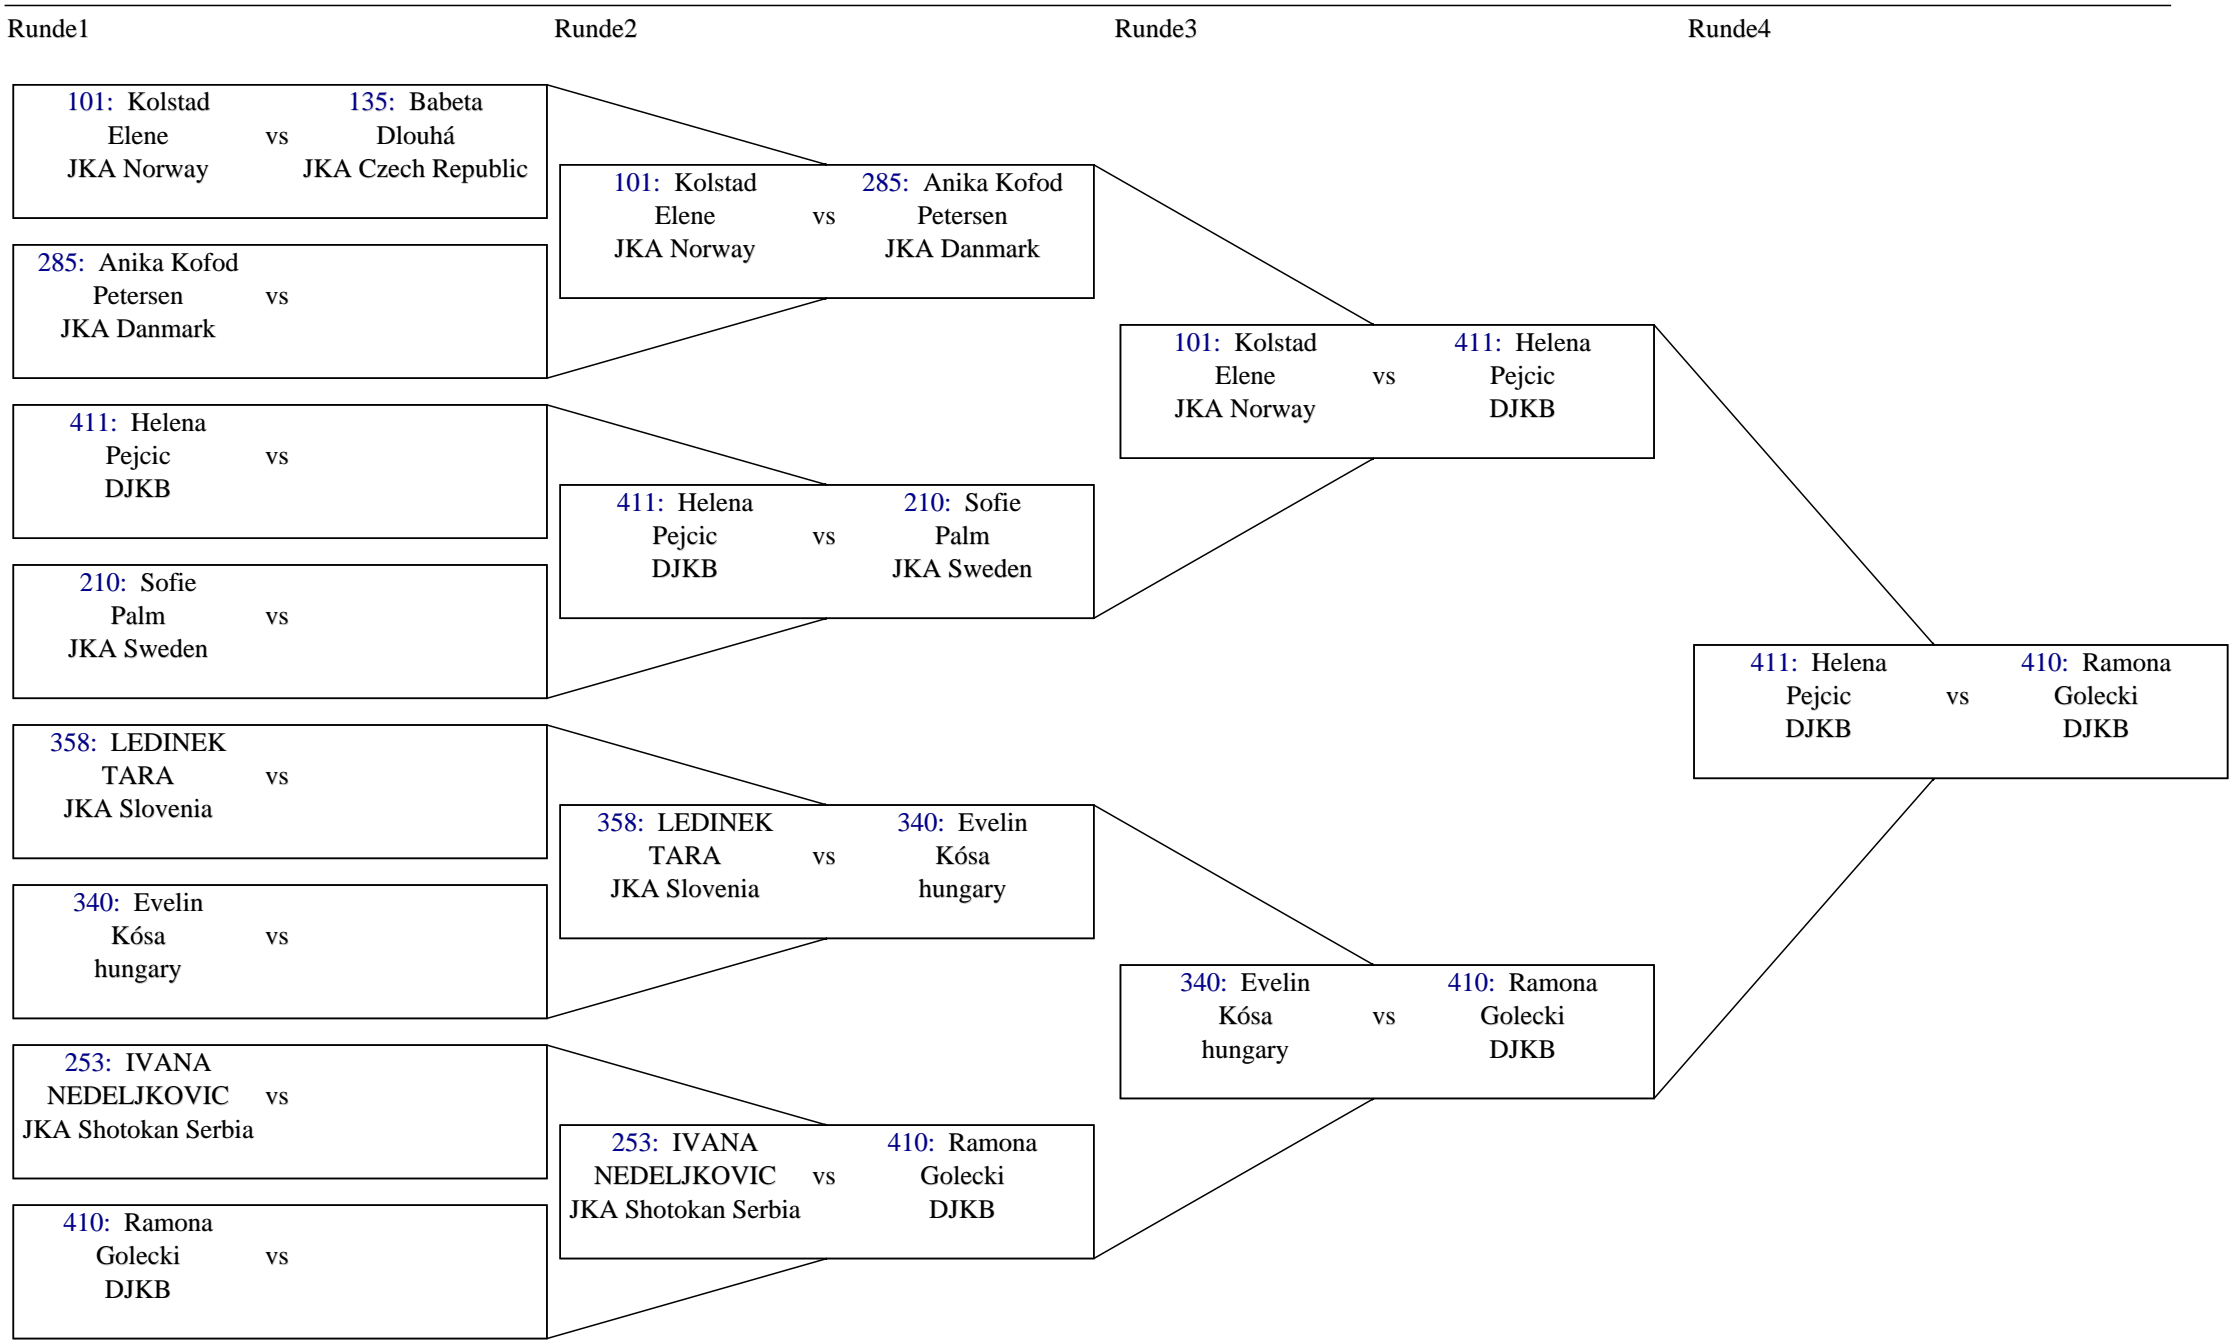 Runde1 Runde2 Runde3 Runde4
101: Kolstad 135: Babeta
Elene vs Dlouhá
JKA Norway JKA Czech Republic
285: Anika Kofod
Petersen vs
JKA Danmark
411: Helena
Pejcic vs
DJKB
210: Sofie
Palm vs
JKA Sweden
358: LEDINEK
TARA vs
JKA Slovenia
340: Evelin
Kósa vs
hungary
253: IVANA
NEDELJKOVIC vs
JKA Shotokan Serbia
410: Ramona
Golecki vs
DJKB
101: Kolstad 285: Anika Kofod
Elene vs Petersen
JKA Norway JKA Danmark
411: Helena 210: Sofie
Pejcic vs Palm
DJKB JKA Sweden
358: LEDINEK 340: Evelin
TARA vs Kósa
JKA Slovenia hungary
253: IVANA 410: Ramona
NEDELJKOVIC vs Golecki
JKA Shotokan Serbia DJKB
101: Kolstad 411: Helena
Elene vs Pejcic
JKA Norway DJKB
340: Evelin 410: Ramona
Kósa vs Golecki
hungary DJKB
411: Helena 410: Ramona
Pejcic vs Golecki
DJKB DJKB